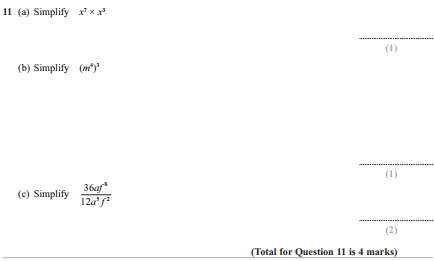 11 (a) Simplify x⁷ × x³
(1)
(b) Simplify (m⁴)³
(1)
(c) Simplify 36af⁸ / 12a⁵f²
(2)
(Total for Question 11 is 4 marks)